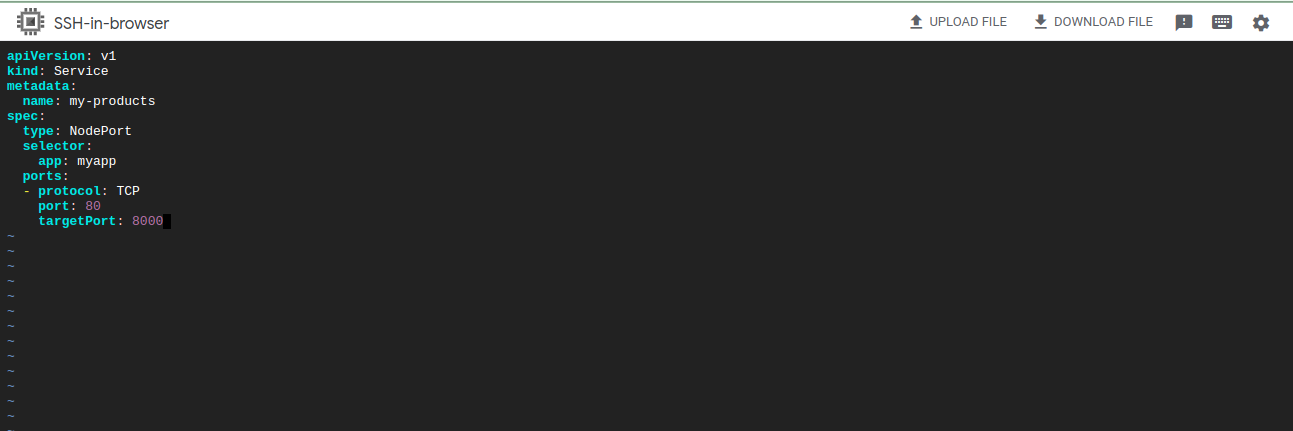 SSH-in-browser UPLOAD FILE DOWNLOAD FILE
apiVersion: v1
kind: Service
metadata:
  name: my-products
spec:
  type: NodePort
  selector:
    app: myapp
  ports:
  - protocol: TCP
    port: 80
    targetPort: 8000
~
~
~
~
~
~
~
~
~
~
~
~
~
~